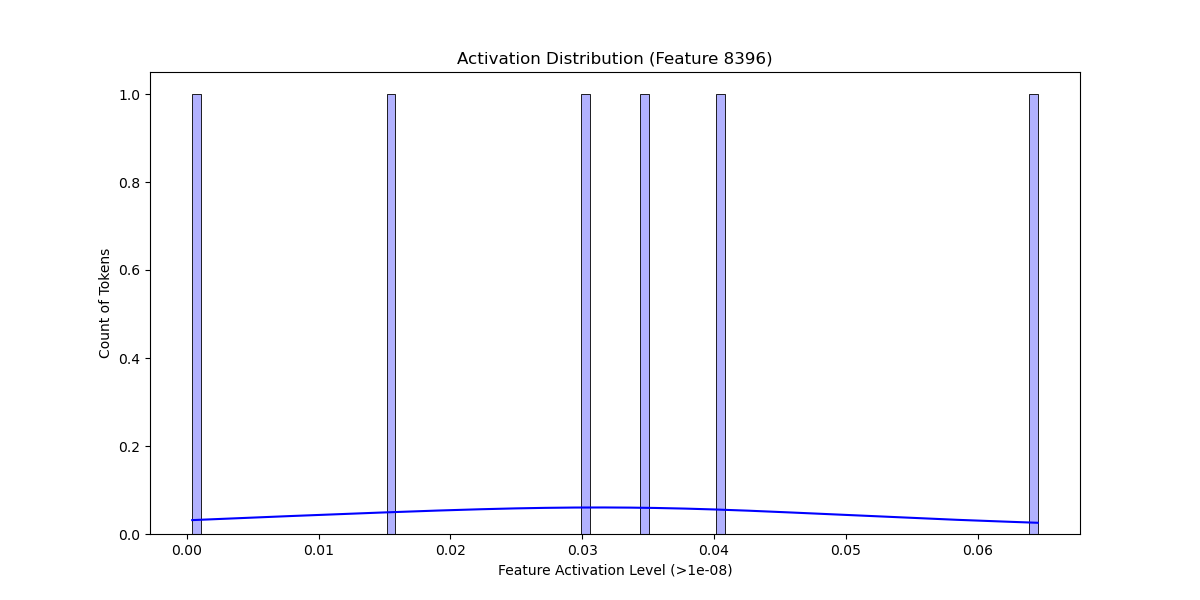 Activation Distribution (Feature 8396)
1.0
0.8
0.6
0.4
0.2
0.0
Count of Tokens
0.00 0.01 0.02 0.03 0.04 0.05 0.06
Feature Activation Level (>1e-08)